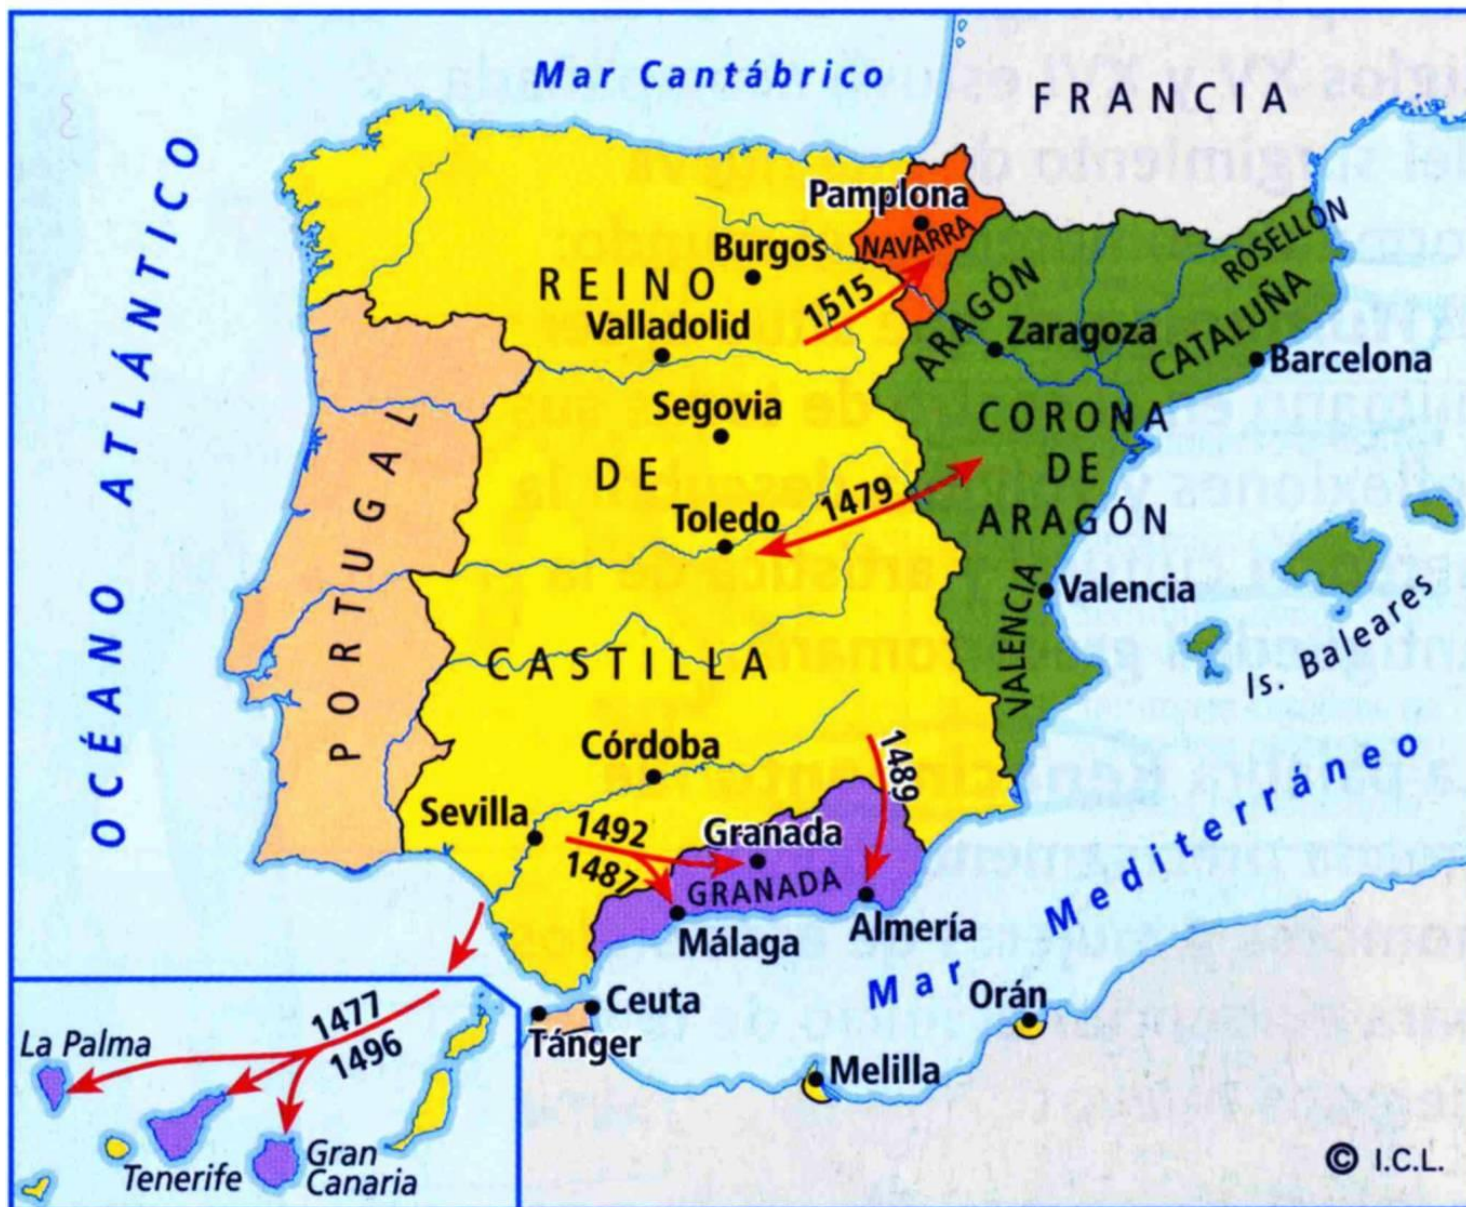 Mar Cantábrico
FRANCIA
OCÉANO ATLÁNTICO
Pamplona
NAVARRA
Burgos
REINO
1515
Valladolid
ARAGÓN
Zaragoza
ROSELLÓN
CATALUÑA
Barcelona
PORTUGAL
Segovia
CORONA
DE
DE
ARAGÓN
1479
Toledo
VALENCIA
Valencia
Is. Baleares
CASTILLA
Córdoba
1489
Sevilla
1492
1487
Granada
GRANADA
Málaga
Almería
Mar Mediterráneo
Ceuta
Tánger
Orán
Melilla
1477
1496
La Palma
Tenerife
Gran
Canaria
© I.C.L.